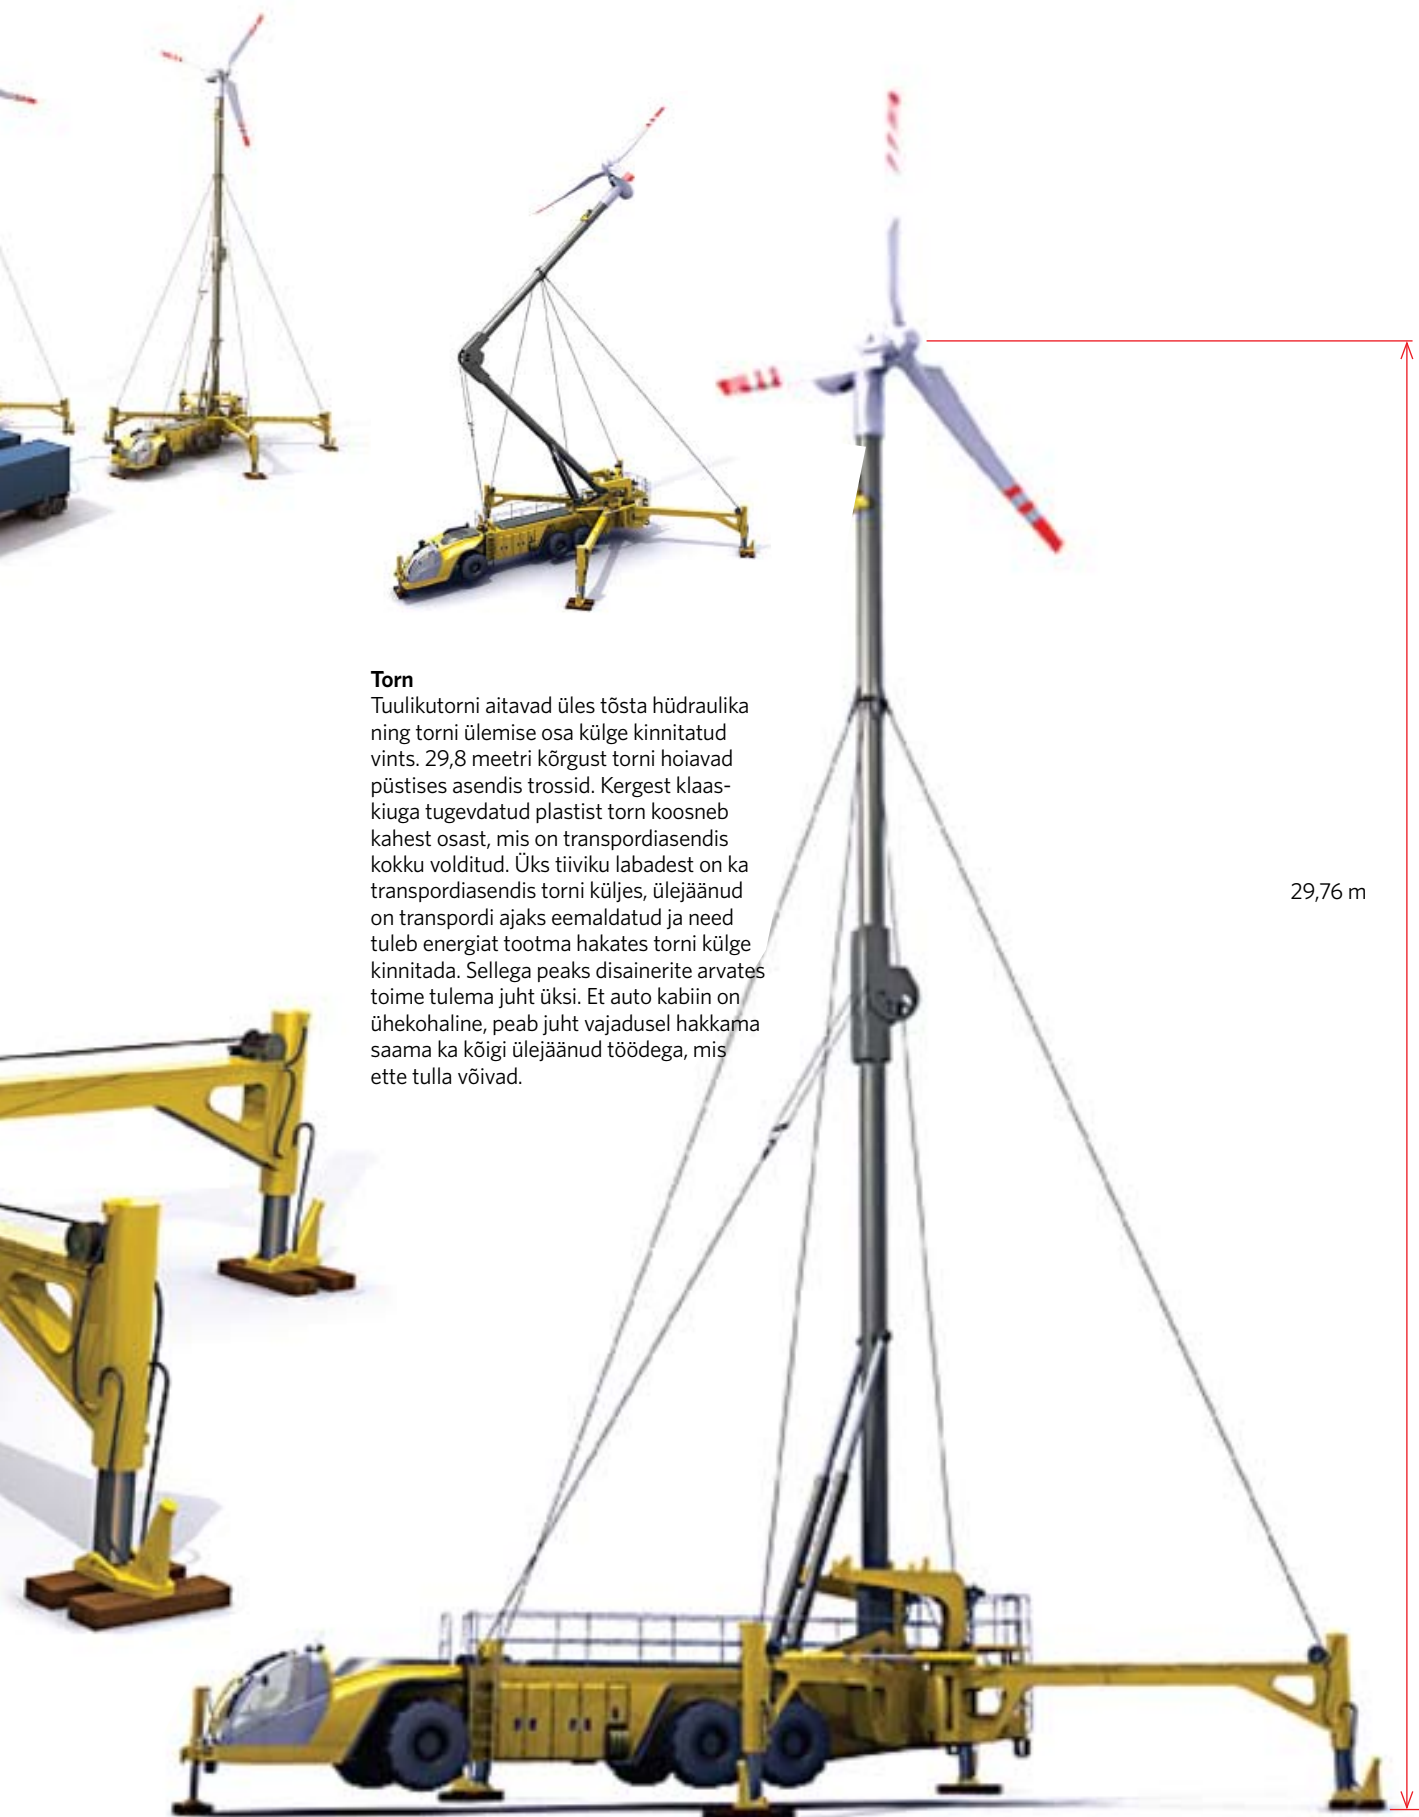 Torn
Tuulikutorni aitavad üles tõsta hüdraulika
ning torni ülemise osa külge kinnitatud
vints. 29,8 meetri kõrgust torni hoiavad
püstises asendis trossid. Kergest klaas-
kiuga tugevdatud plastist torn koosneb
kahest osast, mis on transpordiasendis
kokku volditud. Üks tiiviku labadest on ka
transpordiasendis torni küljes, ülejäänud
on transpordi ajaks eemaldatud ja need
tuleb energiat tootma hakates torni külge
kinnitada. Sellega peaks disainerite arvates
toime tulema juht üksi. Et auto kabiin on
ühekohaline, peab juht vajadusel hakkama
saama ka kõigi ülejäänud töödega, mis
ette tulla võivad.
29,76 m